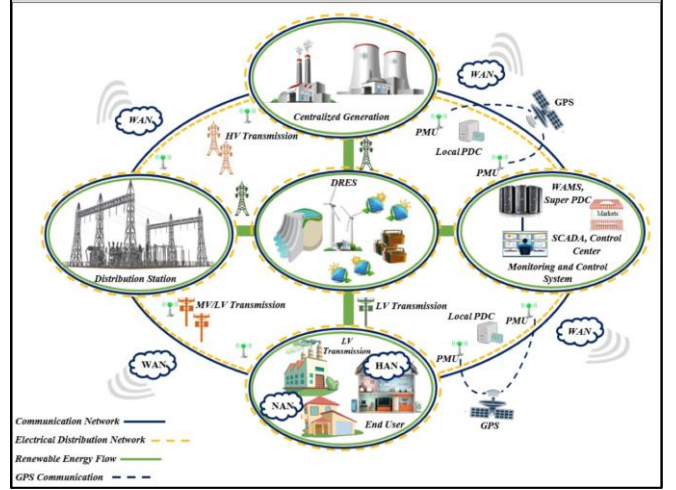 WAN
WAN
GPS
Centralized Generation
HV Transmission
PMU
Local PDC
PMU
DRES
WAMS,
Super PDC
Markets
SCADA, Control
Center
Monitoring and Control
System
Distribution Station
MV/LV Transmission
LV Transmission
Local PDC
PMU
WAN
WAN
LV
Transmission
HAN
PMU
NAN
End User
GPS
Communication Network
Electrical Distribution Network
Renewable Energy Flow
GPS Communication